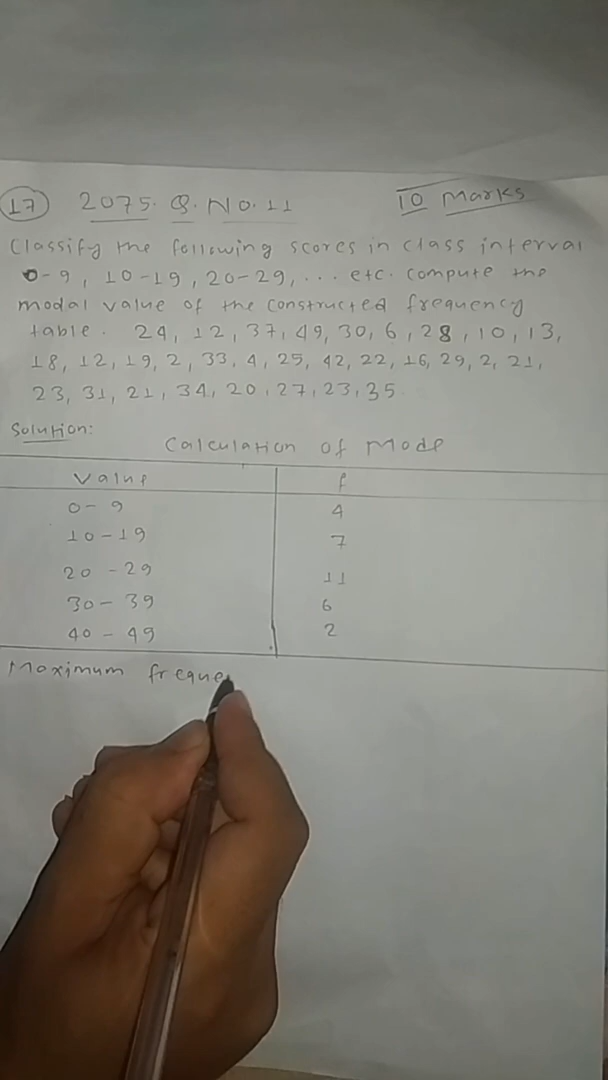 17 2075. Q. No. 11 10 Marks
Classify the following scores in class interval
0-9, 10-19, 20-29, ... etc. compute the
modal value of the constructed frequency
table. 24, 12, 37, 49, 30, 6, 28, 10, 13,
18, 12, 19, 2, 33, 4, 25, 42, 22, 16, 29, 2, 21,
23, 31, 21, 34, 20, 27, 23, 35.
Solution:
Calculation of Mode
Value f
0-9 4
10-19 7
20-29 11
30-39 6
40-49 2
Maximum freque